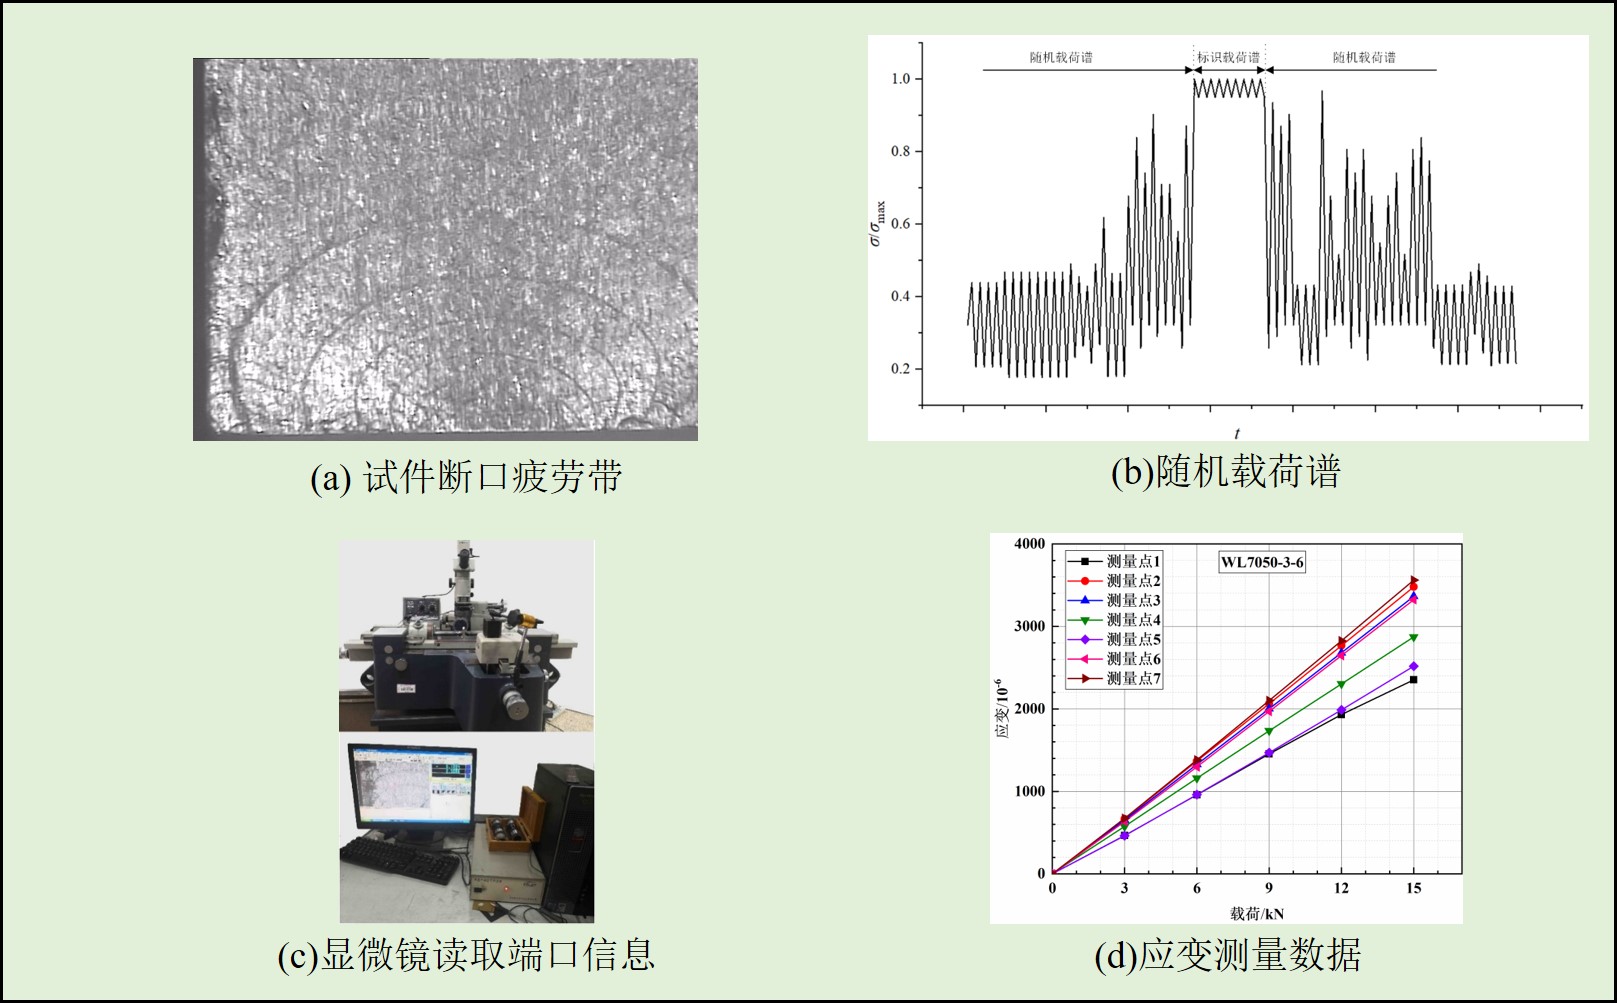 随机载荷谱 标识载荷谱 随机载荷谱
1.0
0.8
0.6
0.4
0.2
σ/σmax
t
(a) 试件断口疲劳带
(b)随机载荷谱
4000
3000
2000
1000
0
应变/10-6
测量点1
测量点2
测量点3
测量点4
测量点5
测量点6
测量点7
WL7050-3-6
0 3 6 9 12 15
载荷/kN
(c)显微镜读取端口信息
(d)应变测量数据